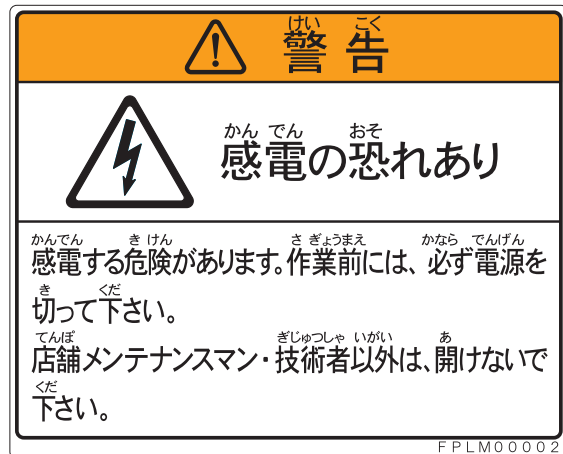 けい こく
警告
かん でん おそ
感電の恐れあり
かんでん き けん さ ぎょうまえ かなら でんげん
感電する危険があります。作業前には、必ず電源を
き くだ
切って下さい。
てんぽ ぎじゅつしゃ いがい あ
店舗メンテナンスマン・技術者以外は、開けないで
くだ
下さい。
FPLM00002